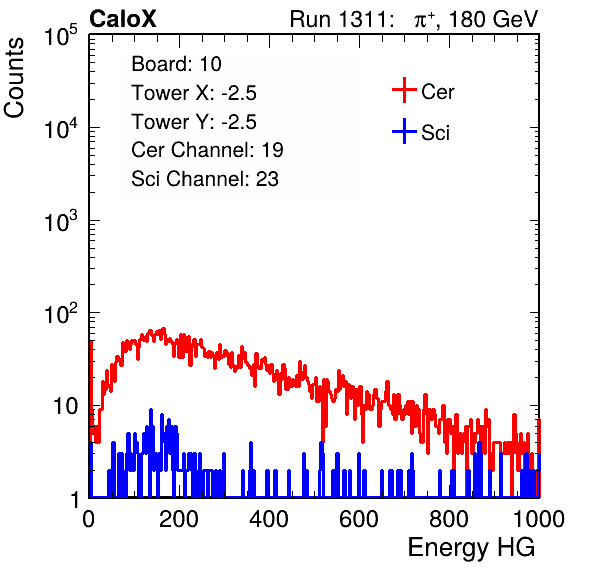 CaloX Run 1311: π⁺, 180 GeV
Counts
10⁵
10⁴
10³
10²
10
1
Board: 10
Tower X: -2.5
Tower Y: -2.5
Cer Channel: 19
Sci Channel: 23
Cer
Sci
0 200 400 600 800 1000
Energy HG